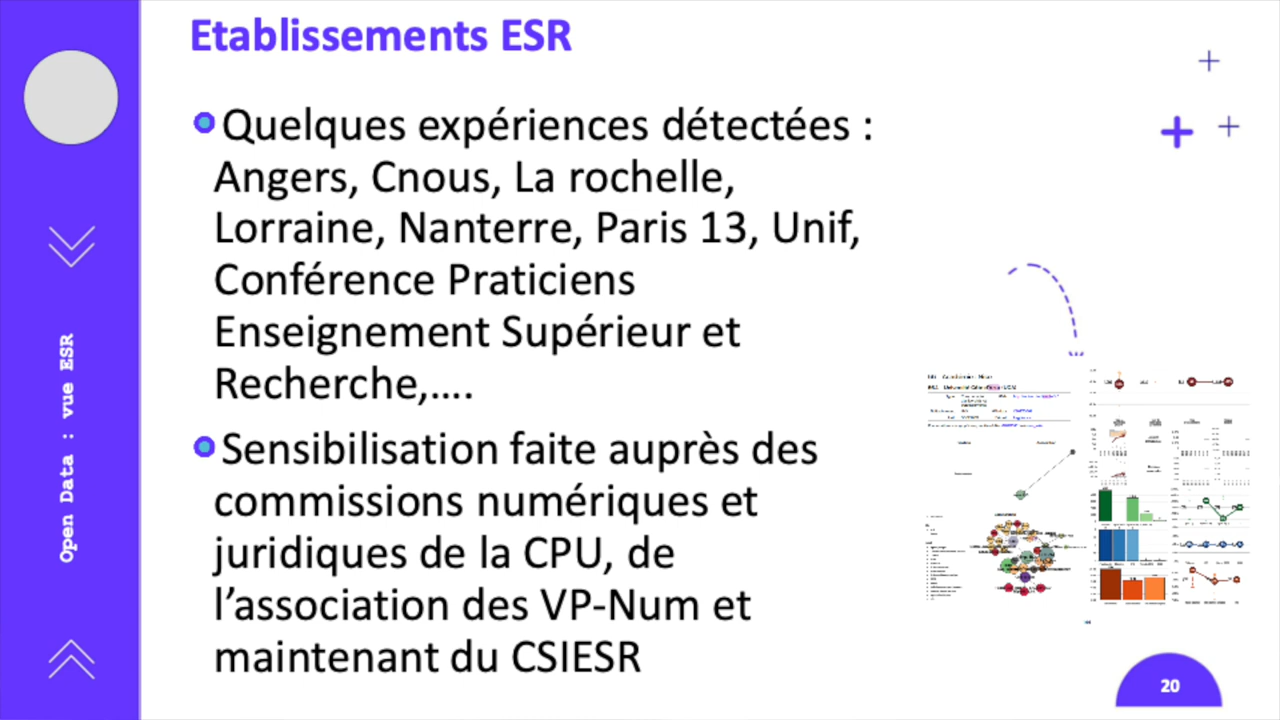 Etablissements ESR
Quelques expériences détectées :
Angers, Cnous, La rochelle,
Lorraine, Nanterre, Paris 13, Unif,
Conférence Praticiens
Enseignement Supérieur et
Recherche,….
Sensibilisation faite auprès des
commissions numériques et
juridiques de la CPU, de
l’association des VP-Num et
maintenant du CSIESR
Open Data : vue ESR
20